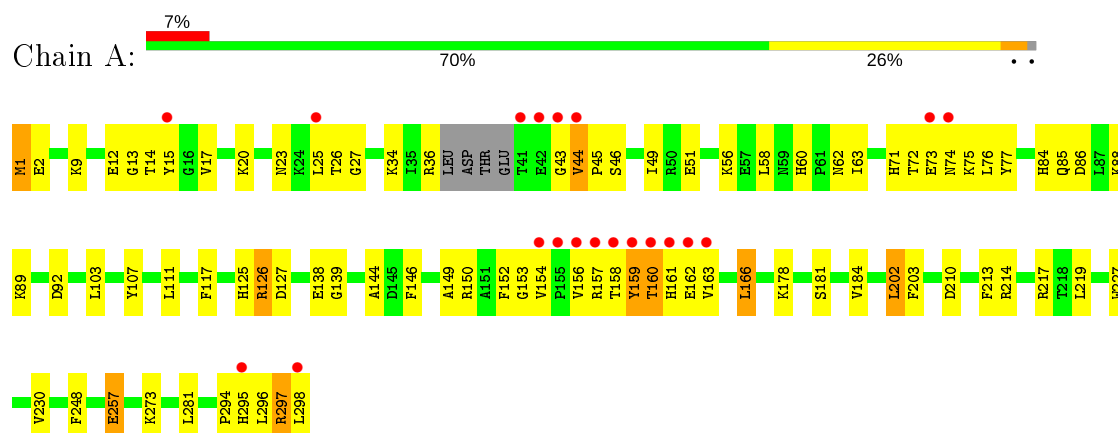 7%
Chain A:
70% 26% • •
M1 E2 K9 E12 G13 T14 Y15 G16 V17 K20 N23 K24 L25 T26 G27 K34 I35 R36 LEU ASP THR GLU T41 E42 G43 V44 P45 S46 I49 R50 E51 K56 E57 L58 N59 H60 P61 N62 I63 H71 T72 E73 N74 K75 L76 Y77 H84 Q85 D86 L87 K88
K89 D92 L103 Y107 L111 F117 H125 R126 D127 E138 G139 A144 D145 F146 A149 R150 A151 F152 G153 V154 P155 V156 R157 T158 Y159 T160 H161 E162 V163 L166 K178 S181 V184 L202 F203 D210 F213 R214 R217 T218 L219 W227
V230 F248 E257 K273 L281 P294 H295 L296 R297 L298